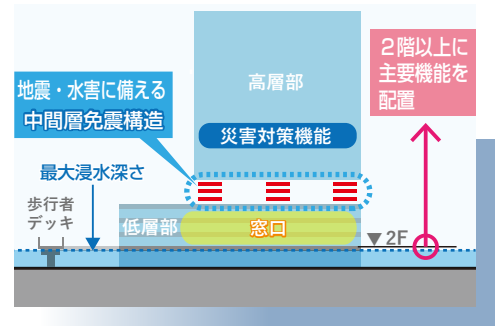 高層部
２階以上に
主要機能を
配置
地震・水害に備える
中間層免震構造
災害対策機能
最大浸水深さ
歩行者
デッキ
低層部
窓口
▼2F